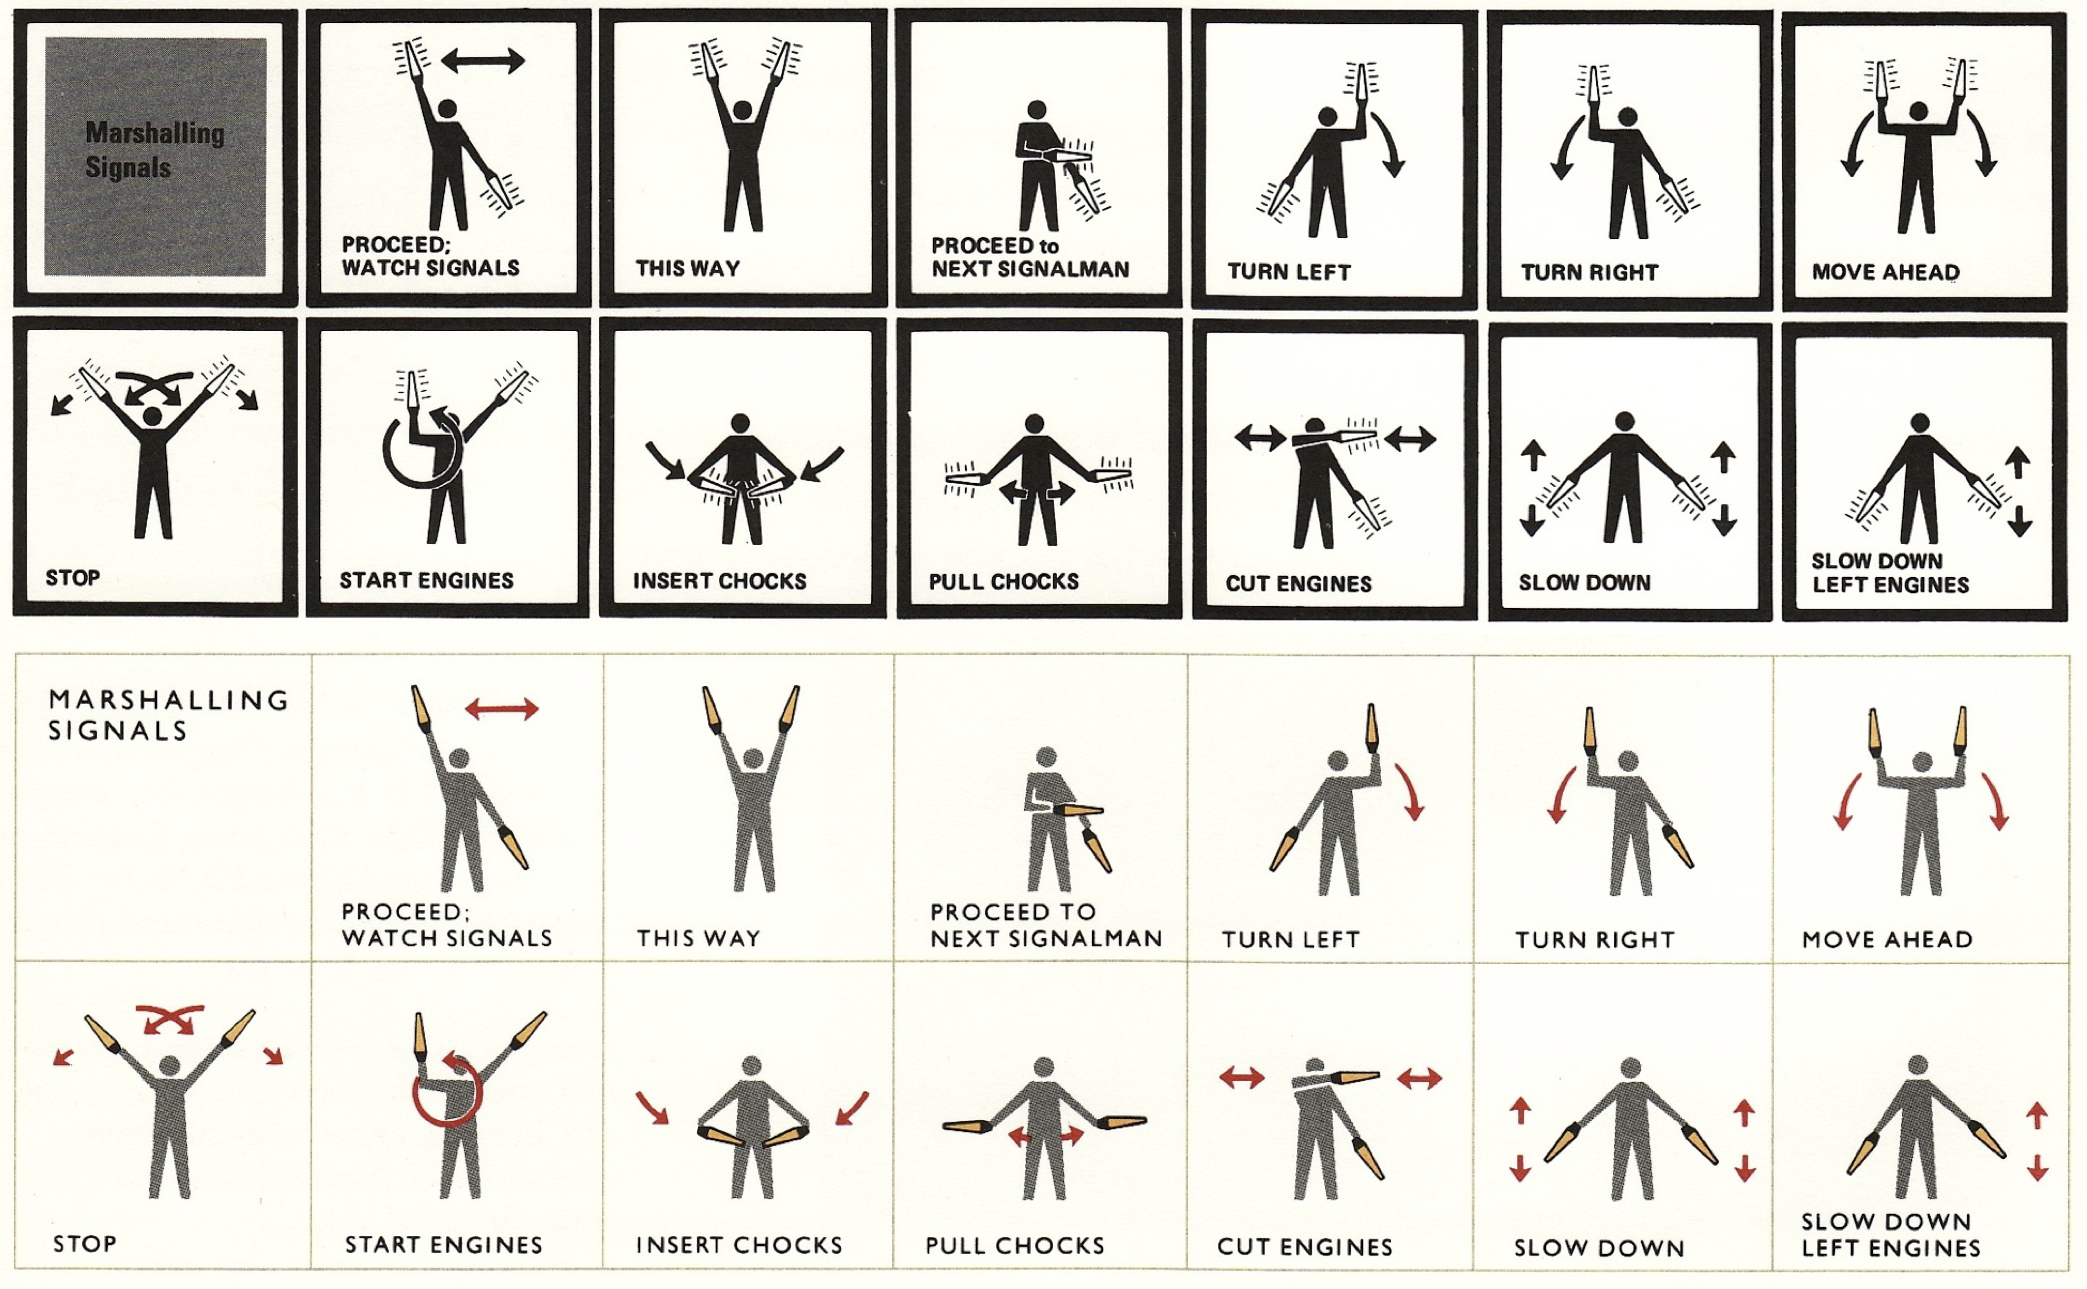 Marshalling
Signals
PROCEED;
WATCH SIGNALS
THIS WAY
PROCEED to
NEXT SIGNALMAN
TURN LEFT
TURN RIGHT
MOVE AHEAD
STOP
START ENGINES
INSERT CHOCKS
PULL CHOCKS
CUT ENGINES
SLOW DOWN
SLOW DOWN
LEFT ENGINES
MARSHALLING
SIGNALS
PROCEED;
WATCH SIGNALS
THIS WAY
PROCEED TO
NEXT SIGNALMAN
TURN LEFT
TURN RIGHT
MOVE AHEAD
STOP
START ENGINES
INSERT CHOCKS
PULL CHOCKS
CUT ENGINES
SLOW DOWN
SLOW DOWN
LEFT ENGINES